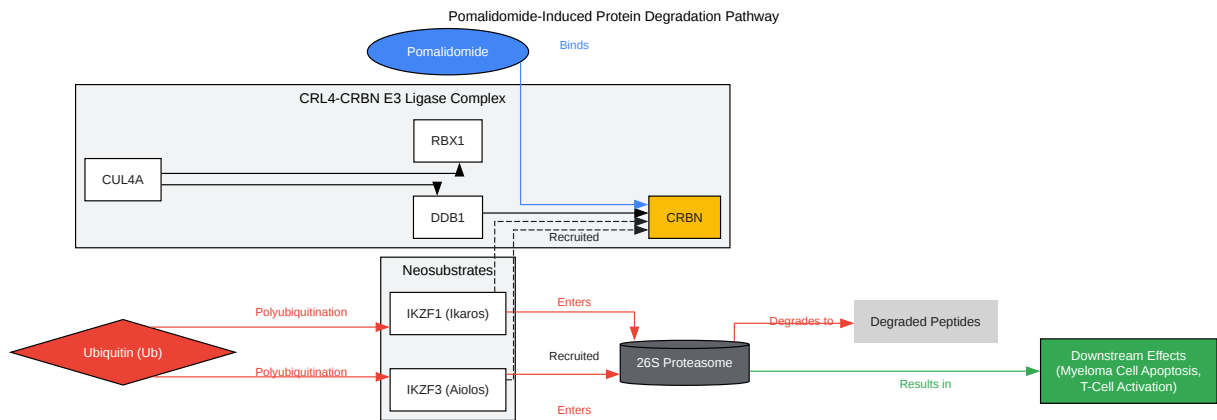 Pomalidomide-Induced Protein Degradation Pathway
Pomalidomide
Binds
CRL4-CRBN E3 Ligase Complex
RBX1
CUL4A
DDB1
CRBN
Recruited
Neosubstrates
Polyubiquitination
IKZF1 (Ikaros)
Enters
Ubiquitin (Ub)
Polyubiquitination
IKZF3 (Aiolos)
Recruited
Enters
26S Proteasome
Degrades to
Degraded Peptides
Results in
Downstream Effects
(Myeloma Cell Apoptosis,
T-Cell Activation)